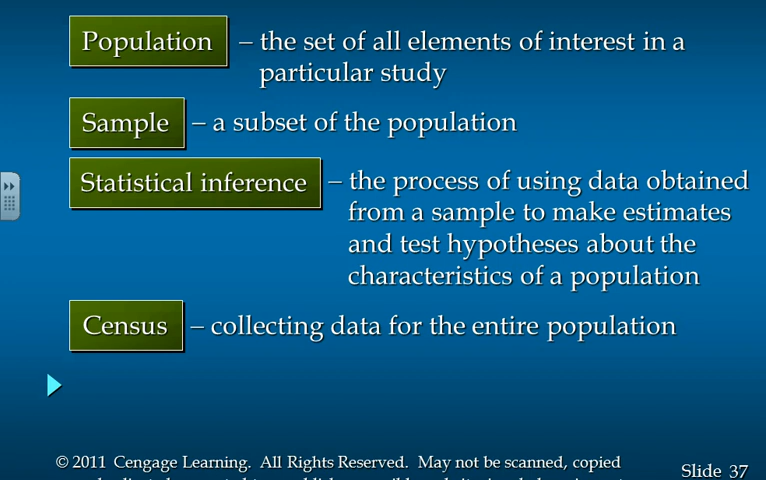 Population – the set of all elements of interest in a
particular study
Sample – a subset of the population
Statistical inference – the process of using data obtained
from a sample to make estimates
and test hypotheses about the
characteristics of a population
Census – collecting data for the entire population
© 2011 Cengage Learning. All Rights Reserved. May not be scanned, copied
Slide 37